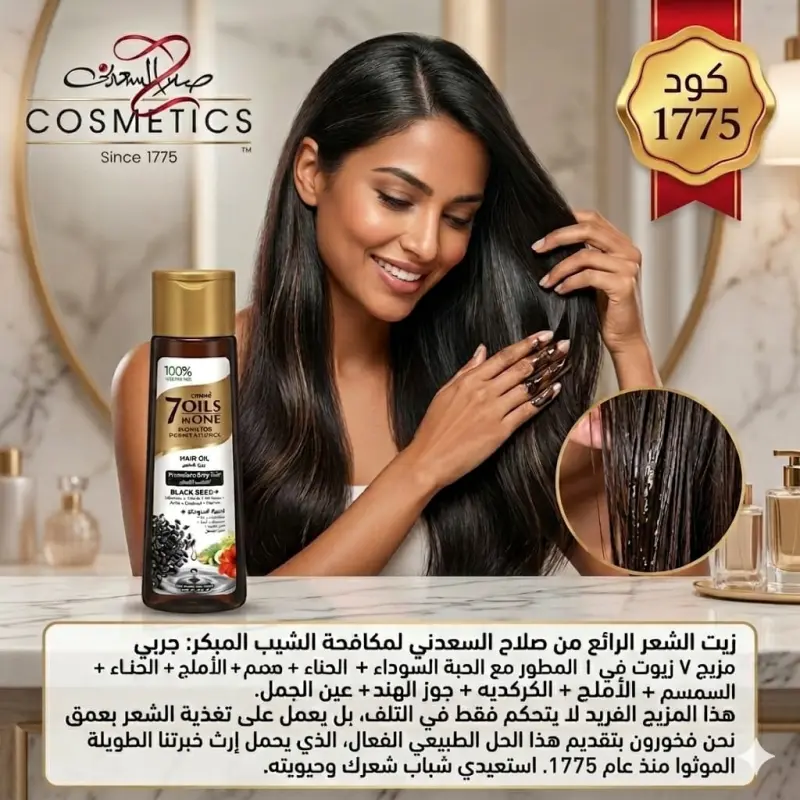 صلاح السعدني
COSMETICS
Since 1775
TM
كود
1775
100%
7 OILS
IN ONE
HAIR OIL
BLACK SEED+
زيت الشعر الرائع من صلاح السعدني لمكافحة الشيب المبكر: جربي
مزيج ٧ زيوت في ١ المطور مع الحبة السوداء + الحناء + همم + الأملج + الحناء +
السمسم + الأملج + الكركديه + جوز الهند + عين الجمل.
هذا المزيج الفريد لا يتحكم فقط في التلف، بل يعمل على تغذية الشعر بعمق
نحن فخورون بتقديم هذا الحل الطبيعي الفعال، الذي يحمل إرث خبرتنا الطويلة
الموثوا منذ عام 1775. استعيدي شباب شعرك وحيويته.